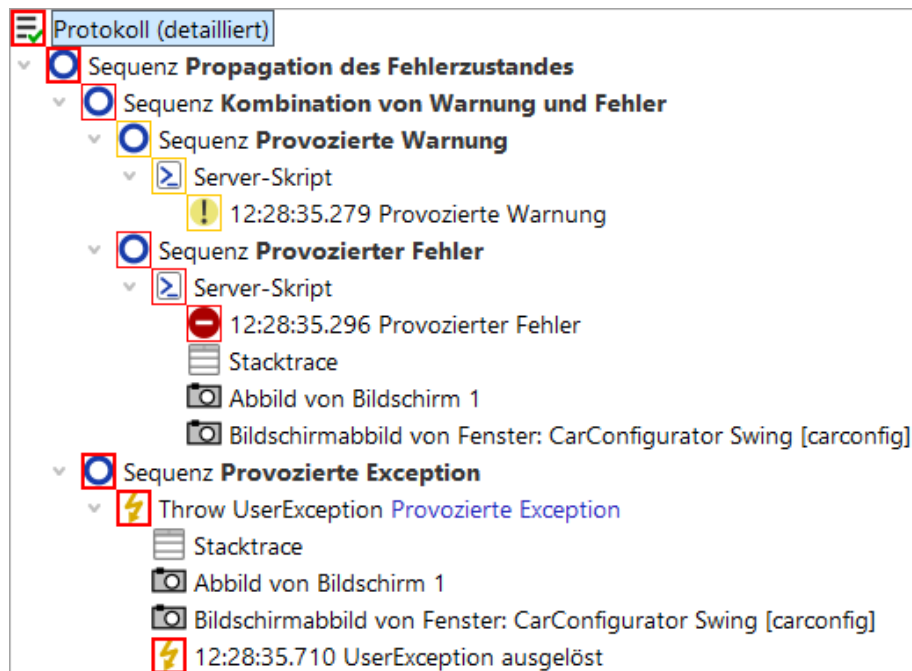 Protokoll (detailliert)
Sequenz Propagation des Fehlerzustandes
Sequenz Kombination von Warnung und Fehler
Sequenz Provozierte Warnung
Server-Skript
12:28:35.279 Provozierte Warnung
Sequenz Provozierter Fehler
Server-Skript
12:28:35.296 Provozierter Fehler
Stacktrace
Abbild von Bildschirm 1
Bildschirmabbild von Fenster: CarConfigurator Swing [carconfig]
Sequenz Provozierte Exception
Throw UserException Provozierte Exception
Stacktrace
Abbild von Bildschirm 1
Bildschirmabbild von Fenster: CarConfigurator Swing [carconfig]
12:28:35.710 UserException ausgelöst